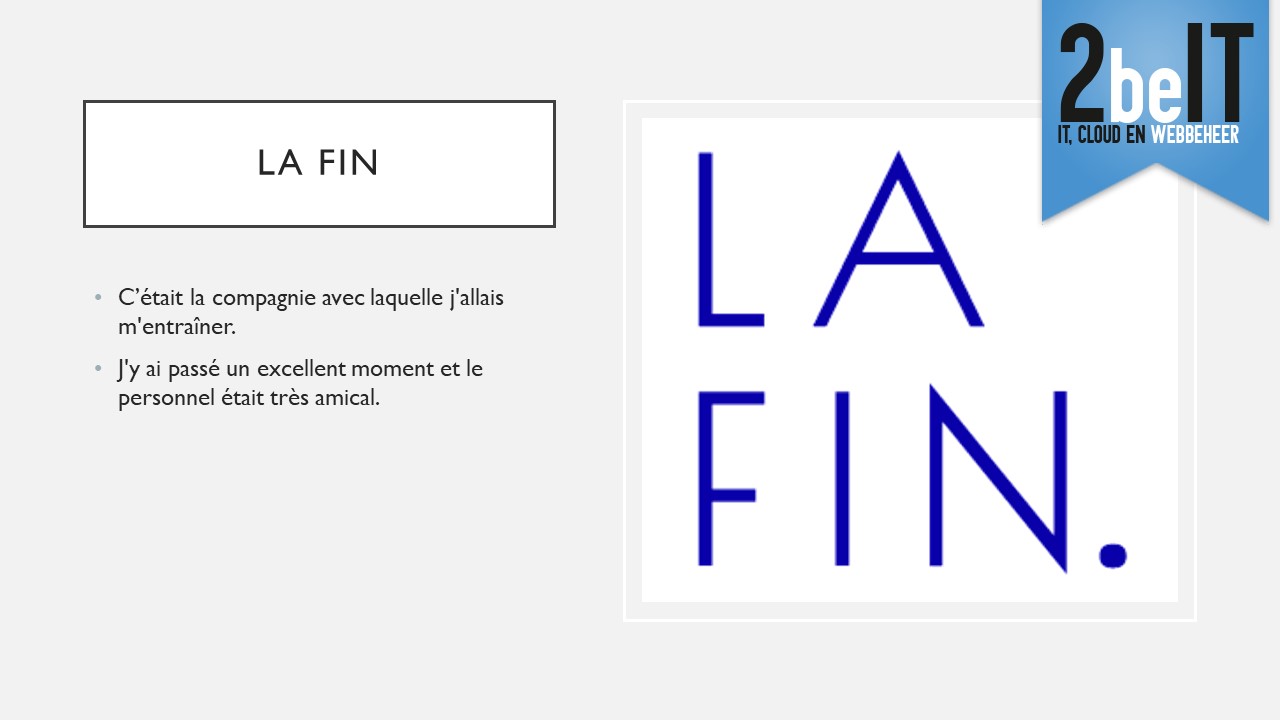 LA FIN
• C’était la compagnie avec laquelle j'allais
m'entraîner.
• J'y ai passé un excellent moment et le
personnel était très amical.
LA
FIN.
2beIT
IT, CLOUD EN WEBBEHEER